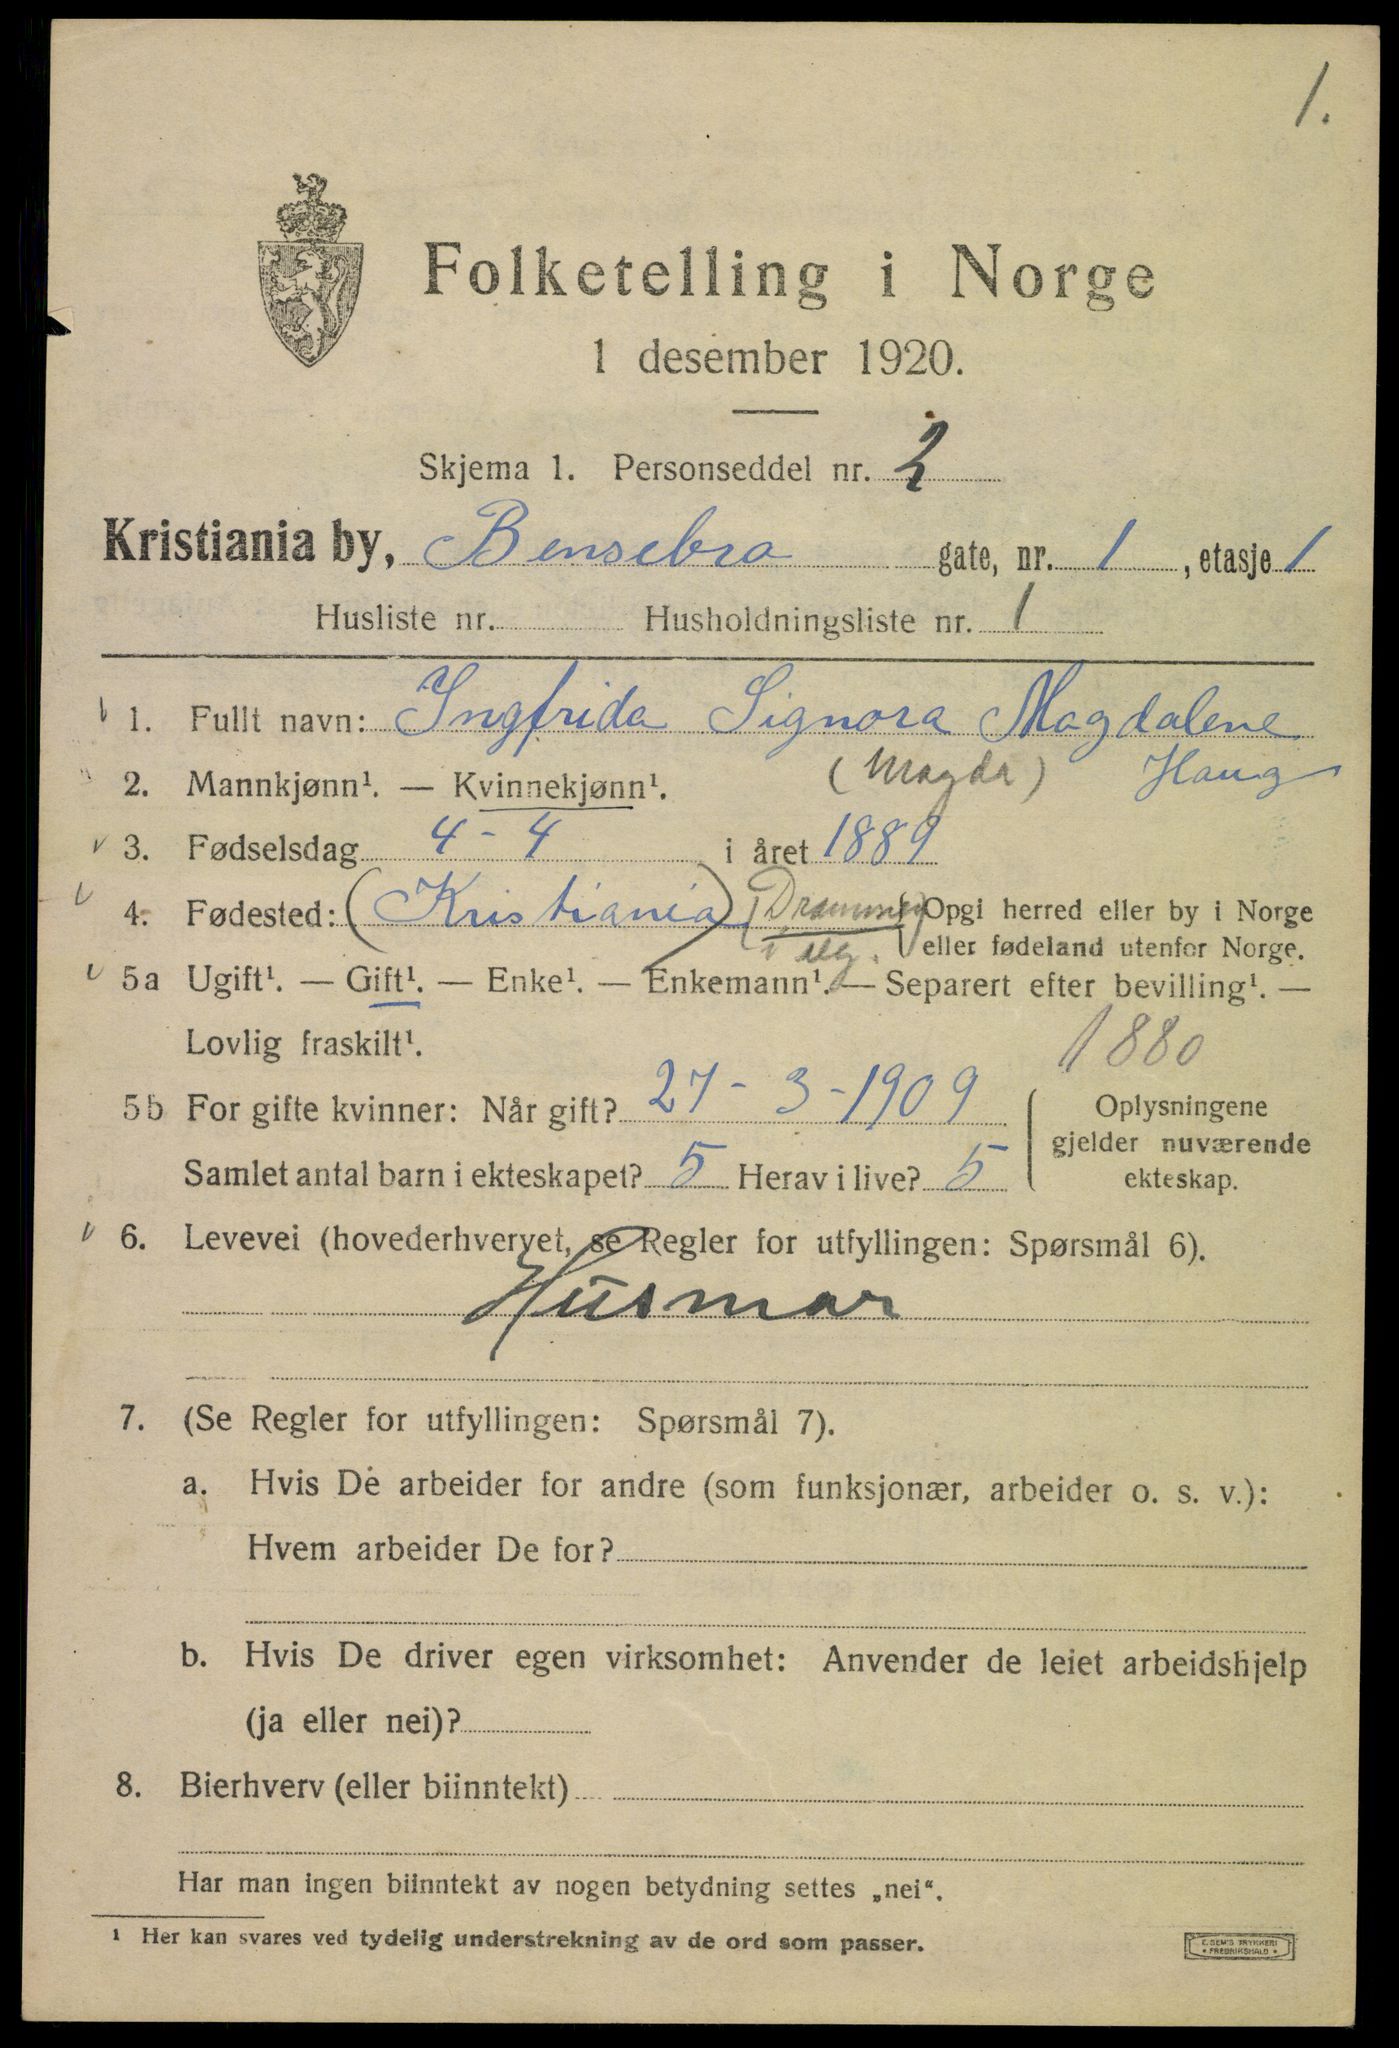 1.
Folketelling i Norge
1 desember 1920.
Skjema 1. Personseddel nr. 2
Kristiania by, Bensebra gate, nr. 1, etasje 1
Husliste nr. Husholdningsliste nr. 1
1. Fullt navn: Ingfrida Signora Magdalene
2. Mannkjønn¹. — Kvinnekjønn¹. (Magda) Haug
3. Fødselsdag 4-4 i året 1889
4. Fødested: (Kristiania) (Drammen) Opgi herred eller by i Norge
eller fødeland utenfor Norge.
5a Ugift¹. — Gift¹. — Enke¹. — Enkemann¹. — Separert efter bevilling¹. —
Lovlig fraskilt¹. 1880
5b For gifte kvinner: Når gift? 27-3-1909 Oplysningene
gjelder nuværende
Samlet antal barn i ekteskapet? 5 Herav i live? 5 ekteskap.
6. Levevei (hovederhvervet, se Regler for utfyllingen: Spørsmål 6).
Husmor
7. (Se Regler for utfyllingen: Spørsmål 7).
a. Hvis De arbeider for andre (som funksjonær, arbeider o. s. v.):
Hvem arbeider De for?
b. Hvis De driver egen virksomhet: Anvender de leiet arbeidshjelp
(ja eller nei)?
8. Bierhverv (eller biinntekt)
Har man ingen biinntekt av nogen betydning settes „nei“.
¹ Her kan svares ved tydelig understrekning av de ord som passer.
E. SEM'S TRYKKERI
• FREDRIKSHALD •